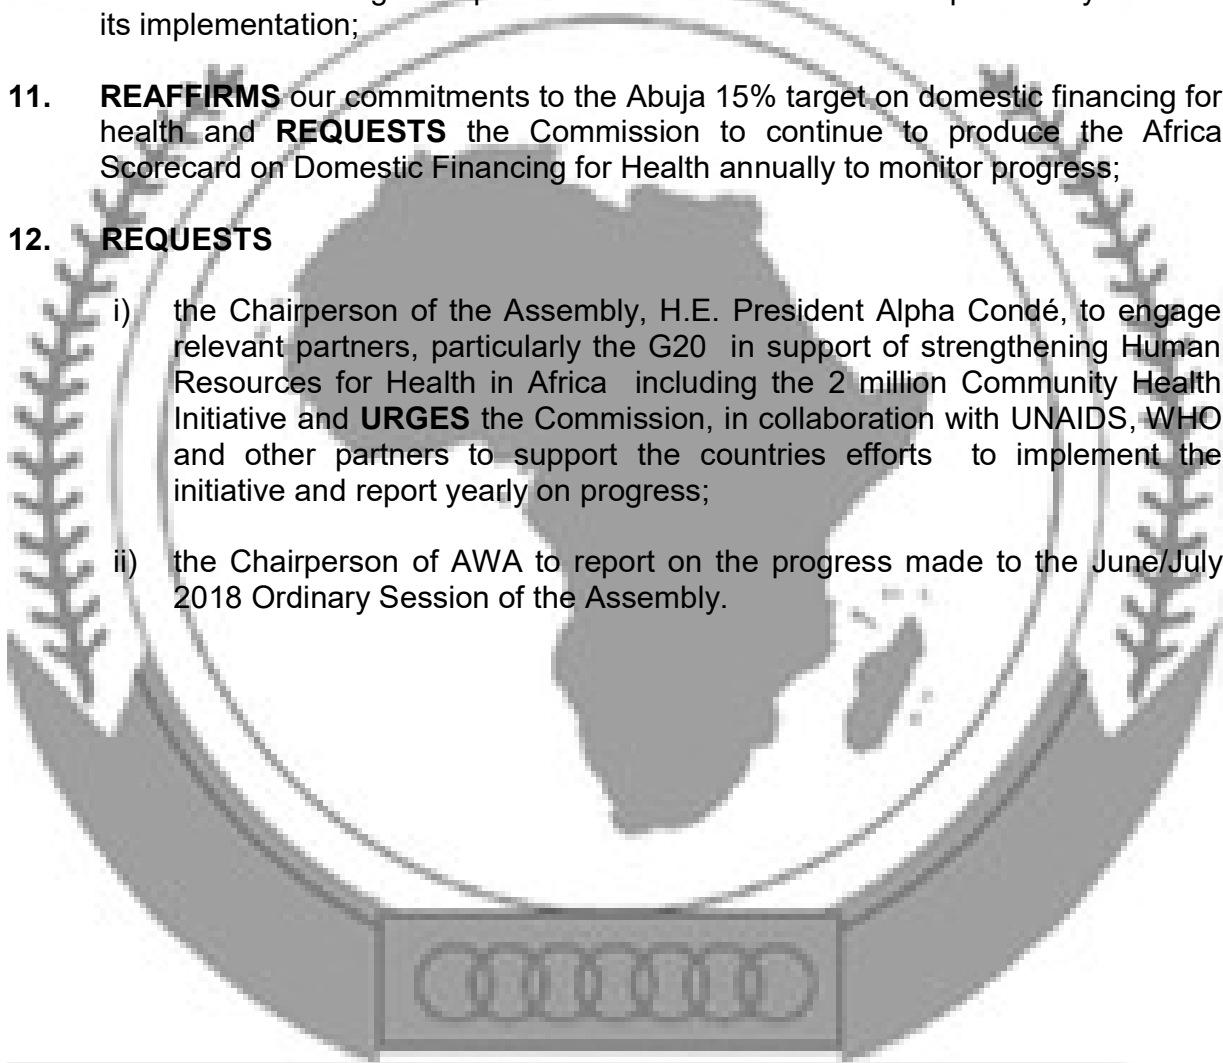 its implementation;
11. REAFFIRMS our commitments to the Abuja 15% target on domestic financing for
health and REQUESTS the Commission to continue to produce the Africa
Scorecard on Domestic Financing for Health annually to monitor progress;
12. REQUESTS
i) the Chairperson of the Assembly, H.E. President Alpha Condé, to engage
relevant partners, particularly the G20 in support of strengthening Human
Resources for Health in Africa including the 2 million Community Health
Initiative and URGES the Commission, in collaboration with UNAIDS, WHO
and other partners to support the countries efforts to implement the
initiative and report yearly on progress;
ii) the Chairperson of AWA to report on the progress made to the June/July
2018 Ordinary Session of the Assembly.